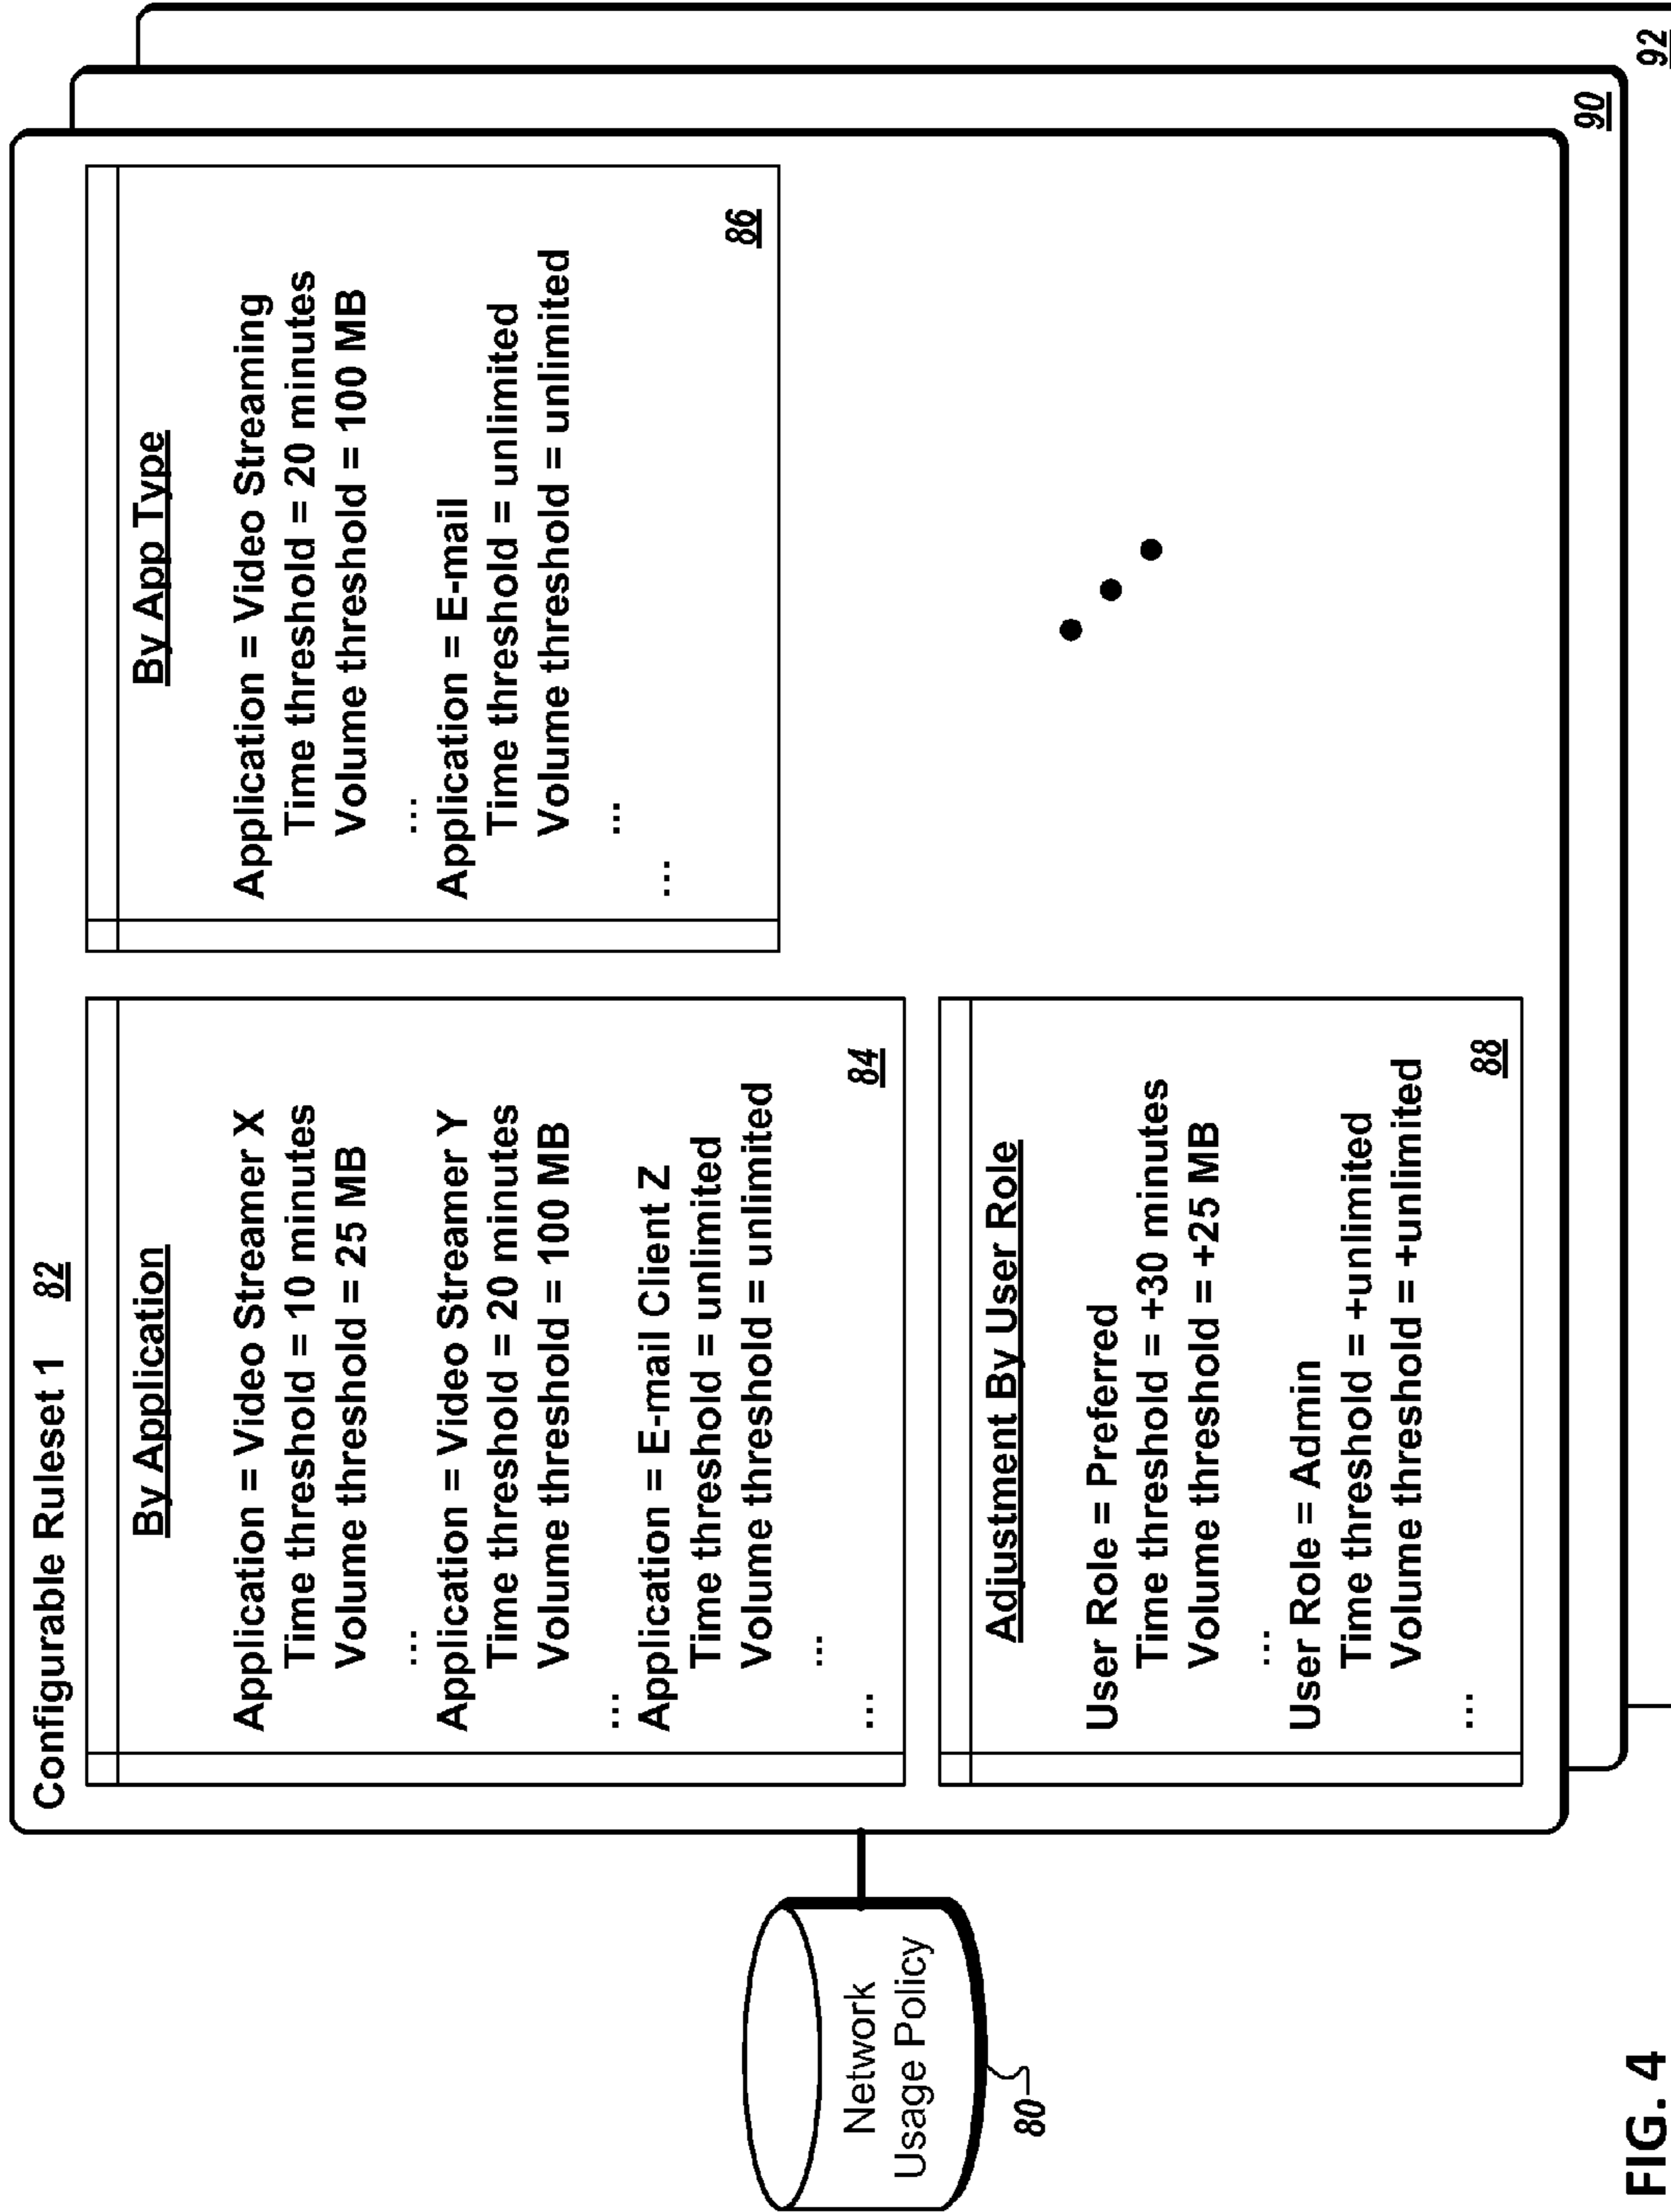 Configurable Ruleset 1 82
By Application
Application = Video Streamer X
Time threshold = 10 minutes
Volume threshold = 25 MB
...
Application = Video Streamer Y
Time threshold = 20 minutes
Volume threshold = 100 MB
...
Application = E-mail Client Z
Time threshold = unlimited
Volume threshold = unlimited
...
...
84
By App Type
Application = Video Streaming
Time threshold = 20 minutes
Volume threshold = 100 MB
...
Application = E-mail
Time threshold = unlimited
Volume threshold = unlimited
...
...
86
Adjustment By User Role
User Role = Preferred
Time threshold = +30 minutes
Volume threshold = +25 MB
...
User Role = Admin
Time threshold = +unlimited
Volume threshold = +unlimited
...
88
90
92
Network
Usage Policy
80
FIG. 4